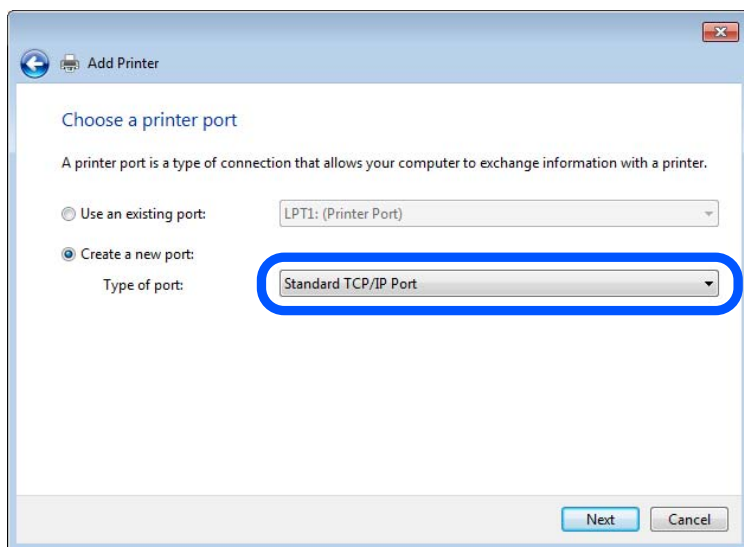 Add Printer
Choose a printer port
A printer port is a type of connection that allows your computer to exchange information with a printer.
Use an existing port: LPT1: (Printer Port)
Create a new port:
Type of port: Standard TCP/IP Port
Next Cancel